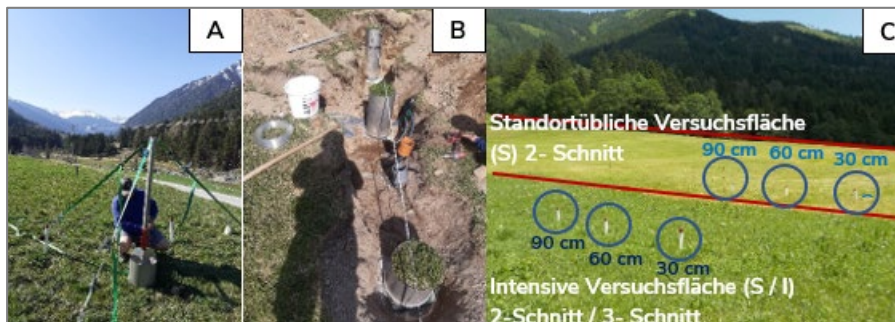 A
B
C
Standortübliche Versuchsfläche
(S) 2- Schnitt
90 cm 60 cm 30 cm
90 cm
60 cm
30 cm
Intensive Versuchsfläche (S / I)
2-Schnitt / 3- Schnitt